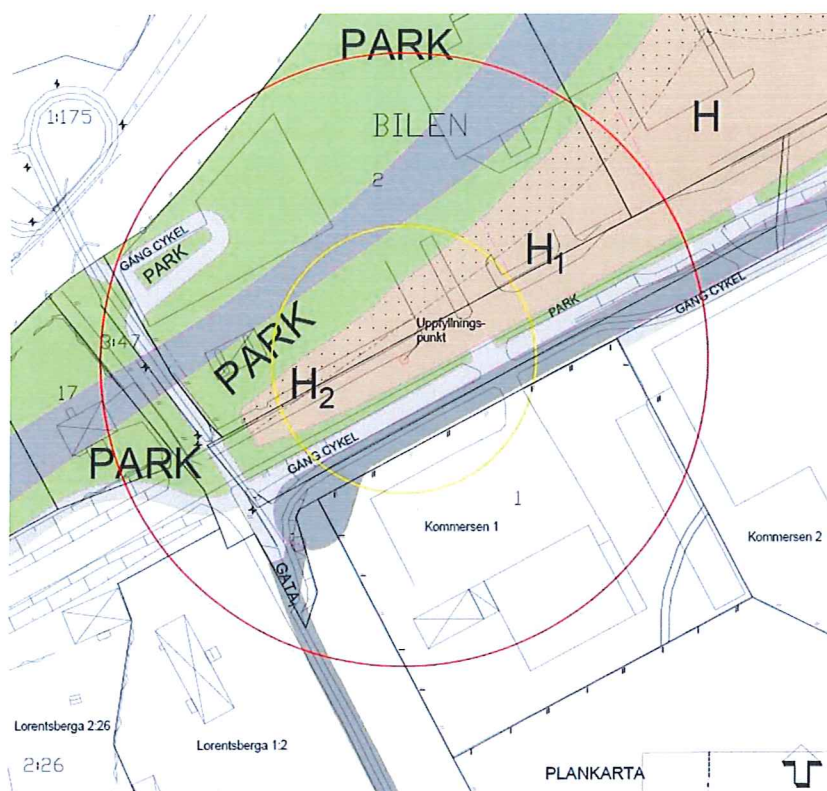 PARK
1:175
BILEN
H
2
GÅNG CYKEL
PARK
H1
GÅNG CYKEL
PARK
3:47
Uppfyllnings-
punkt
PARK
17
H2
PARK
GÅNG CYKEL
1
Kommersen 1
Kommersen 2
GATA1
Lorentsberga 2:26
Lorentsberga 1:2
2:26
PLANKARTA